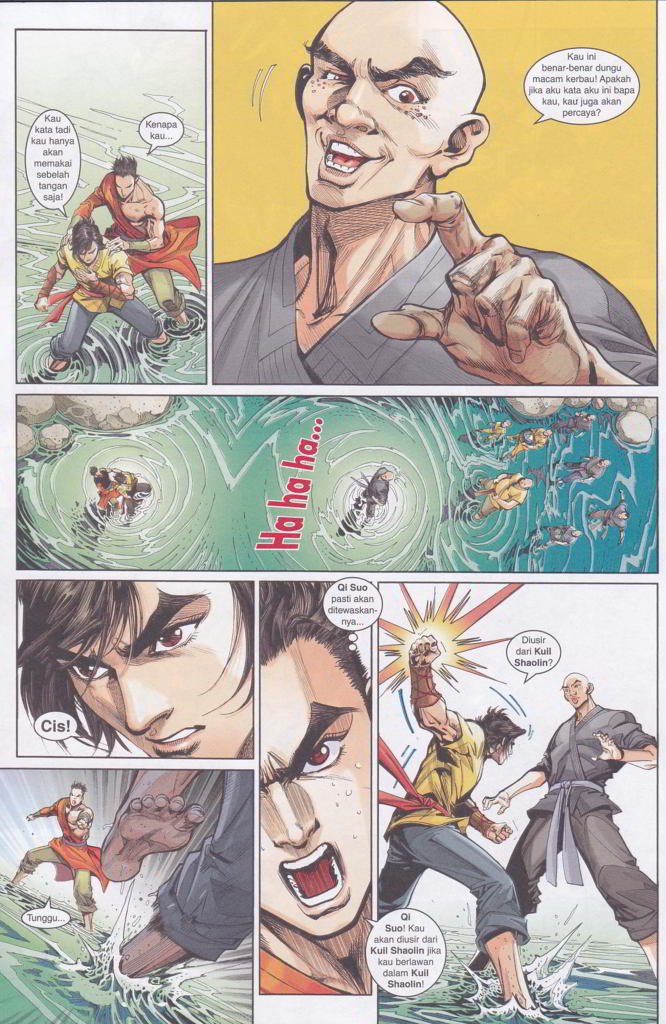 Kau
kata tadi
kau hanya
akan
memakai
sebelah
tangan
saja!
Kenapa
kau...
Kau ini
benar-benar dungu
macam kerbau! Apakah
jika aku kata aku ini bapa
kau, kau juga akan
percaya?
Ha ha ha...
Cis!
Qi Suo
pasti akan
ditewaskan-
nya...
Diusir
dari Kuil
Shaolin?
Tunggu...
Qi
Suo! Kau
akan diusir dari
Kuil Shaolin jika
kau berlawan
dalam Kuil
Shaolin!